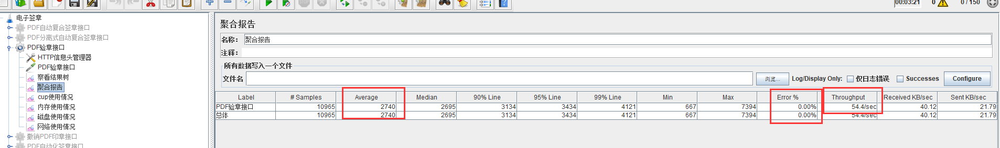 00:03:21 0 0 / 150
电子签章
PDF自动复合签章接口
PDF分离式自动复合签章接口
PDF验章接口
HTTP信息头管理器
PDF验章接口
察看结果树
聚合报告
cup使用情况
内存使用情况
磁盘使用情况
网络使用情况
撤销PDF印章接口
PDF自动化签章接口
聚合报告
名称： 聚合报告
注释：
所有数据写入一个文件
文件名 浏览... Log/Display Only: 仅日志错误 Successes Configure
Label # Samples Average Median 90% Line 95% Line 99% Line Min Max Error % Throughput Received KB/sec Sent KB/sec
PDF验章接口 10965 2740 2695 3134 3434 4121 667 7394 0.00% 54.4/sec 40.12 21.79
总体 10965 2740 2695 3134 3434 4121 667 7394 0.00% 54.4/sec 40.12 21.79